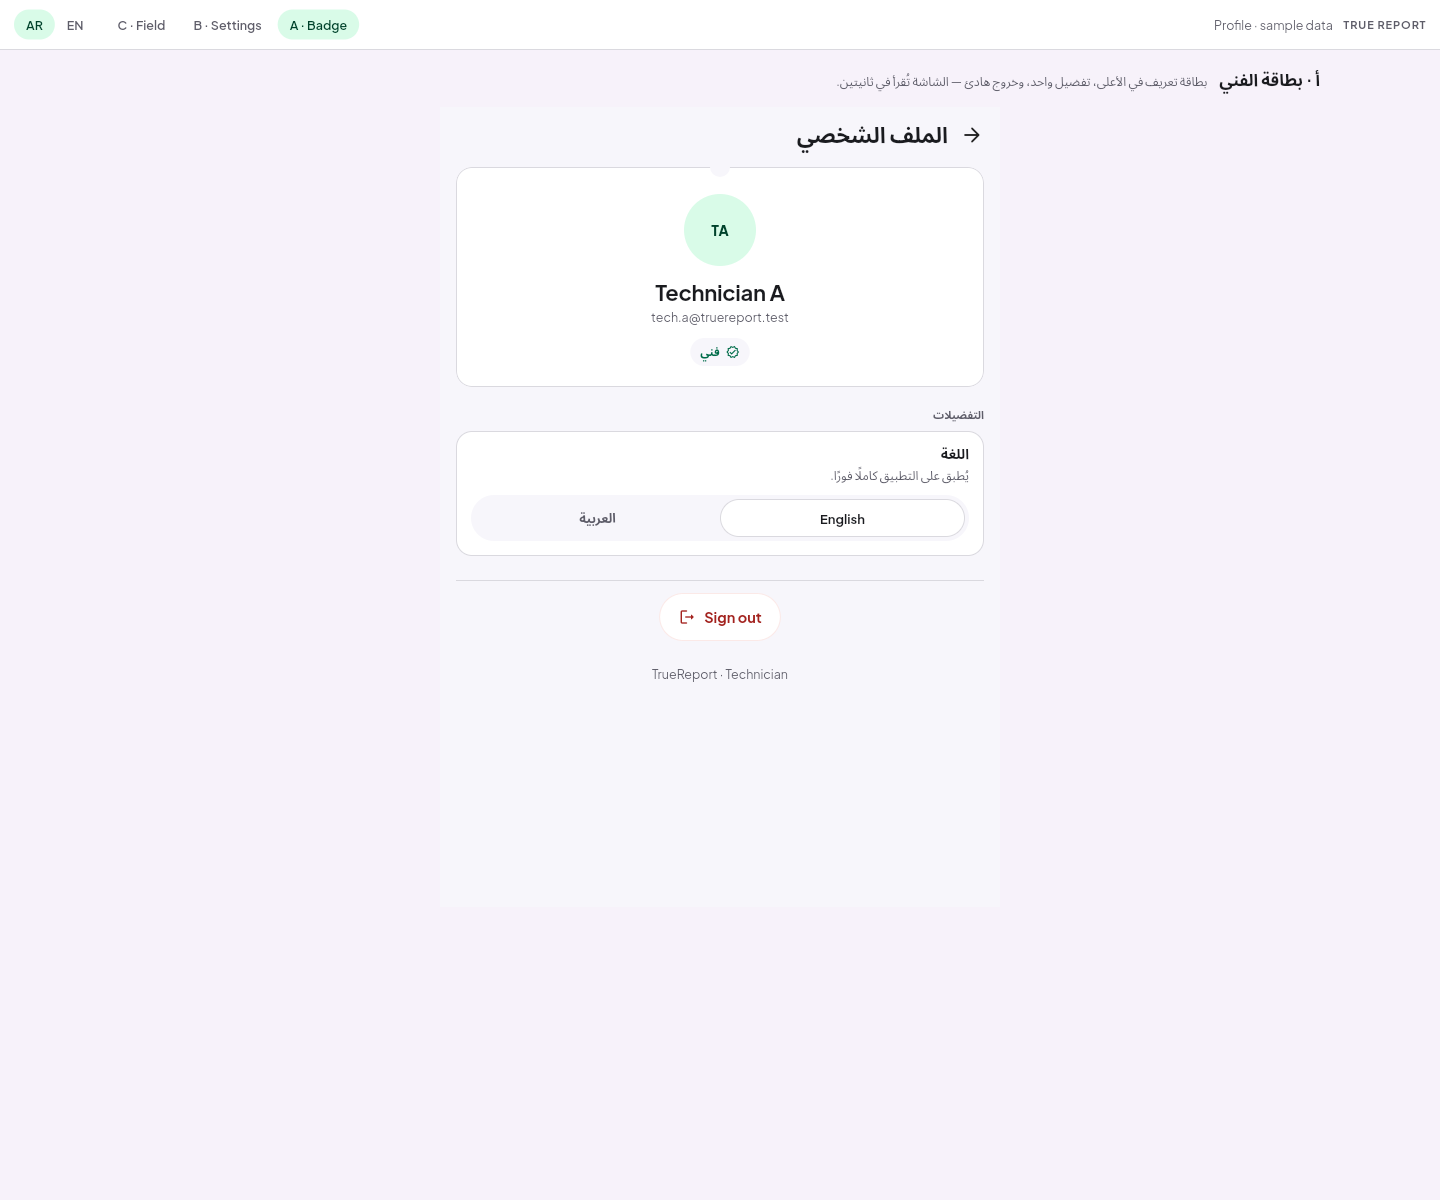 AR EN C · Field B · Settings A · Badge Profile · sample data TRUE REPORT
أ · بطاقة الفني بطاقة تعريف في الأعلى، تفضيل واحد، وخروج هادئ — الشاشة تُقرأ في ثانيتين.
الملف الشخصي
TA
Technician A
tech.a@truereport.test
فني
التفضيلات
اللغة
يُطبق على التطبيق كاملًا فورًا.
English العربية
Sign out
TrueReport · Technician